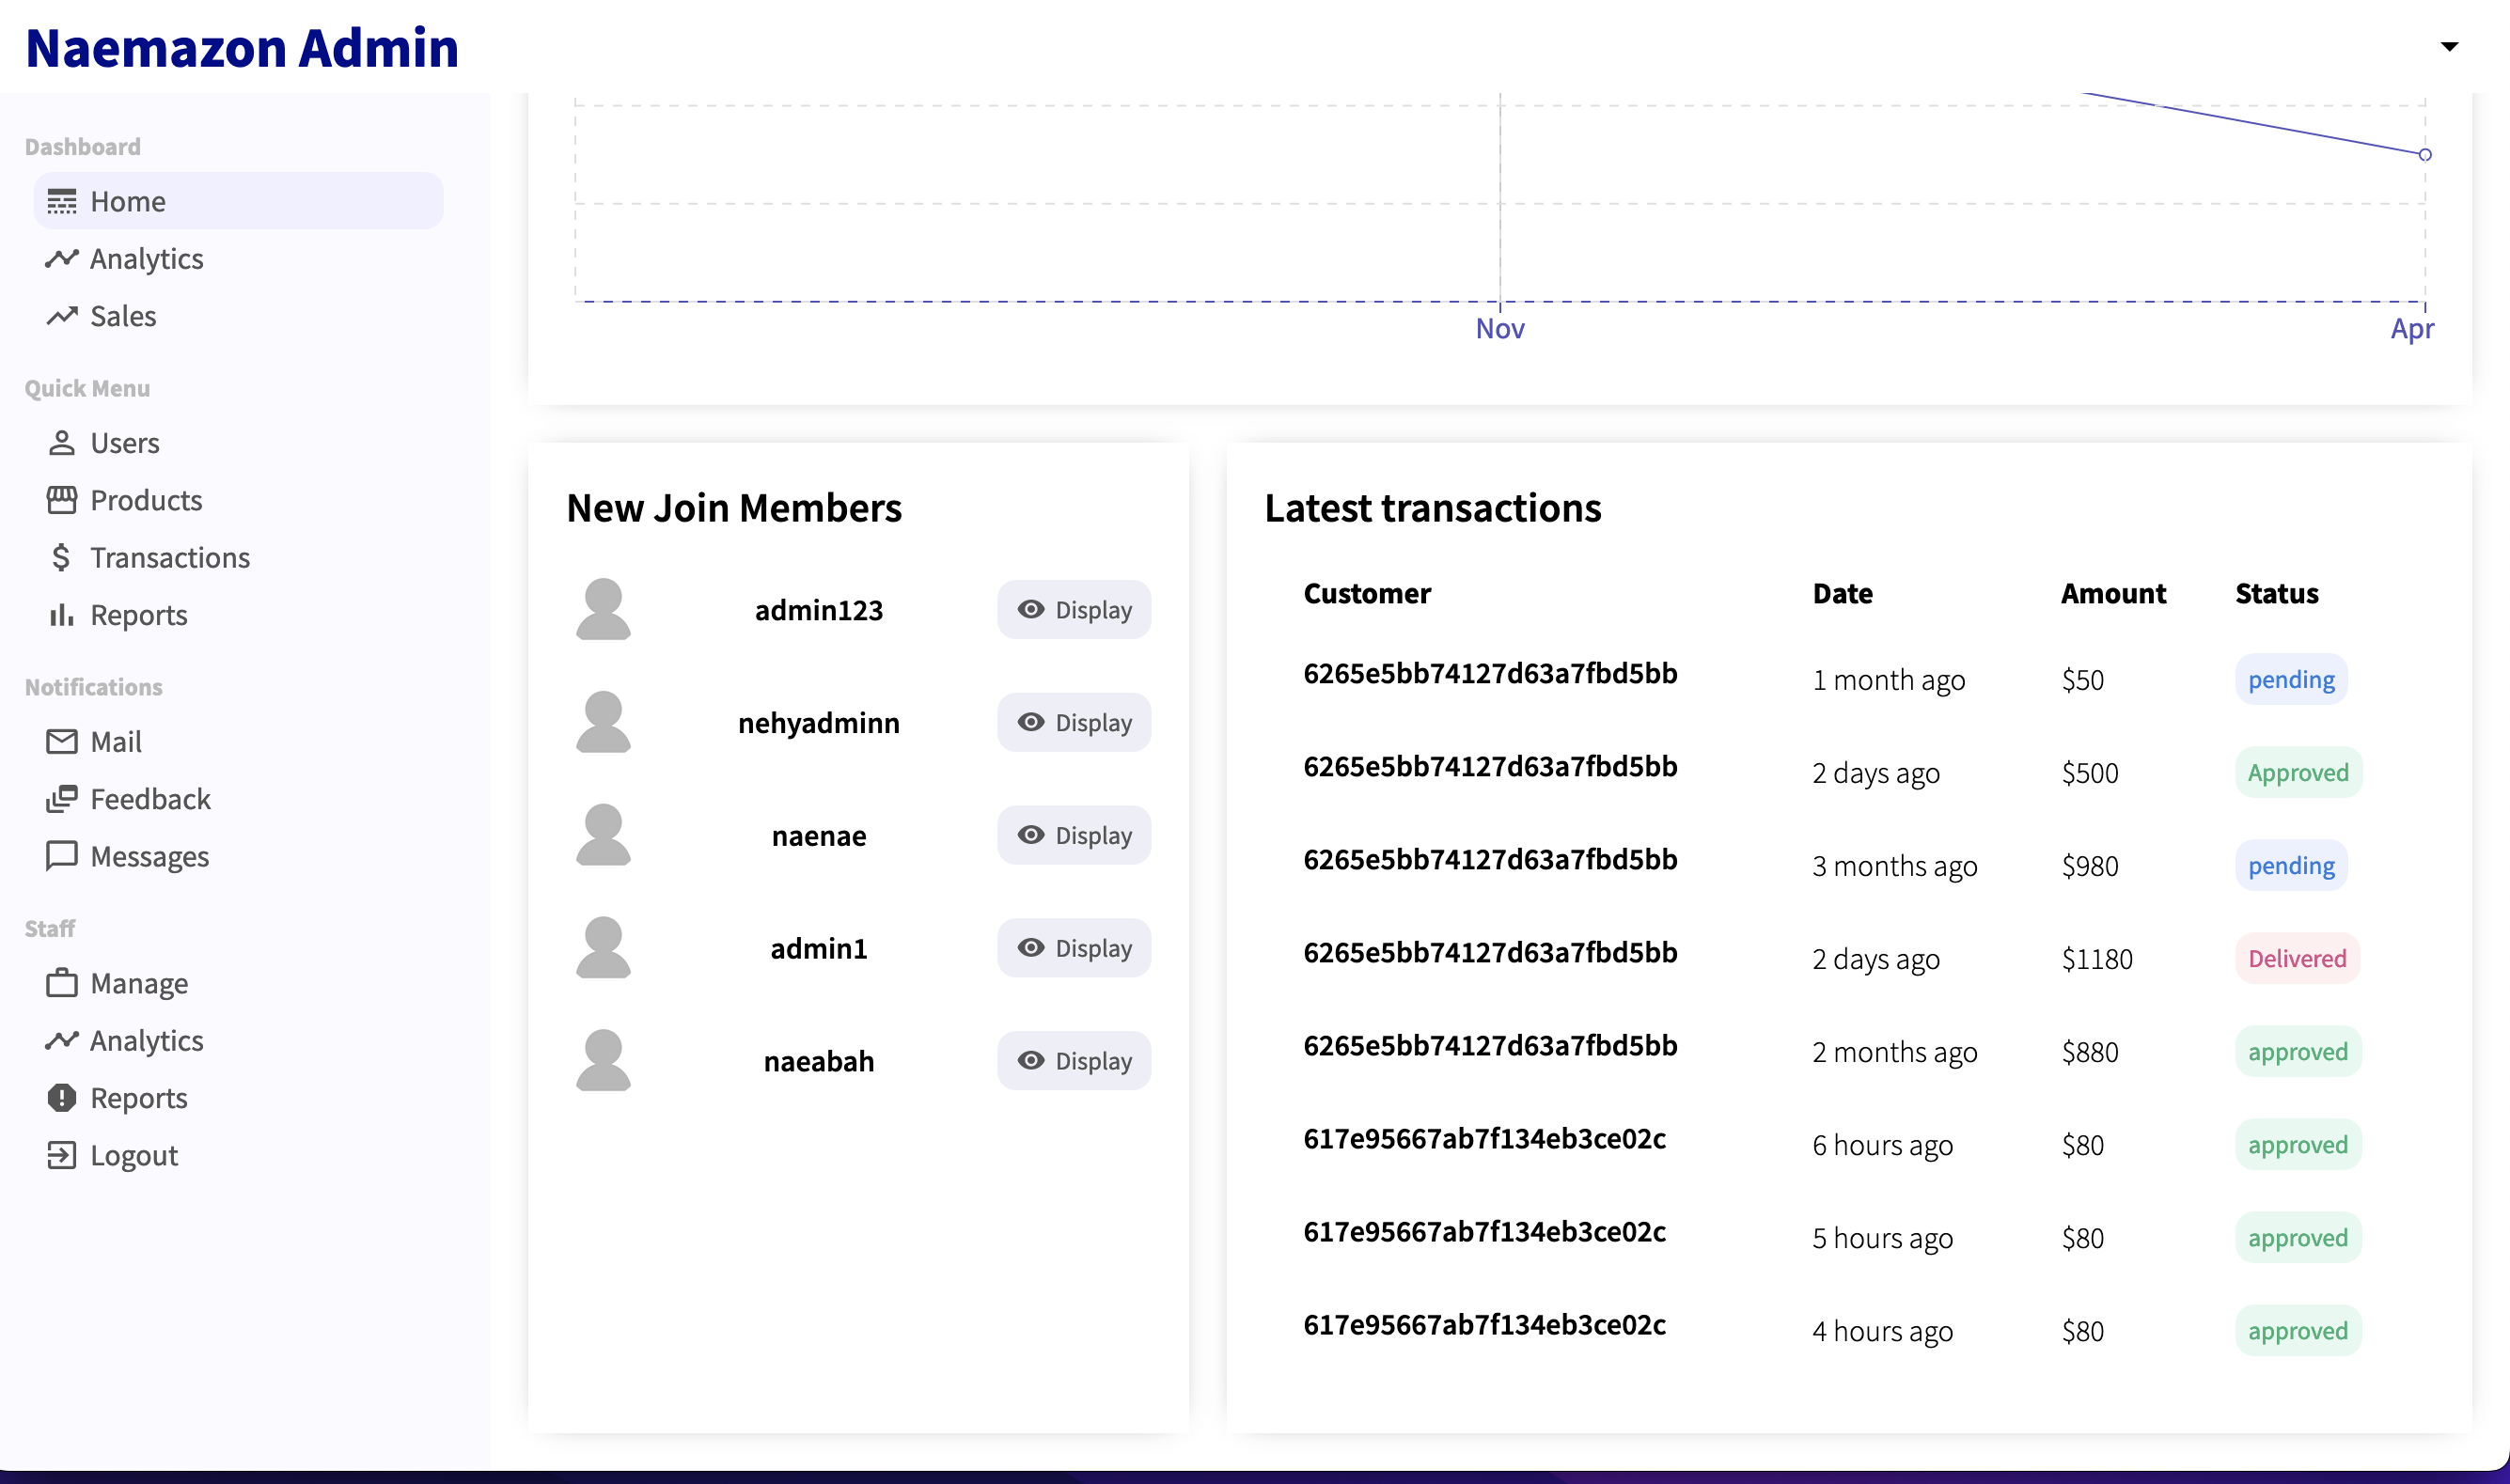 Naemazon Admin
Dashboard
Home
Analytics
Sales
Quick Menu
Users
Products
Transactions
Reports
Notifications
Mail
Feedback
Messages
Staff
Manage
Analytics
Reports
Logout
Nov Apr
New Join Members
admin123 Display
nehyadminn Display
naenae Display
admin1 Display
naeabah Display
Latest transactions
Customer Date Amount Status
6265e5bb74127d63a7fbd5bb 1 month ago $50 pending
6265e5bb74127d63a7fbd5bb 2 days ago $500 Approved
6265e5bb74127d63a7fbd5bb 3 months ago $980 pending
6265e5bb74127d63a7fbd5bb 2 days ago $1180 Delivered
6265e5bb74127d63a7fbd5bb 2 months ago $880 approved
617e95667ab7f134eb3ce02c 6 hours ago $80 approved
617e95667ab7f134eb3ce02c 5 hours ago $80 approved
617e95667ab7f134eb3ce02c 4 hours ago $80 approved